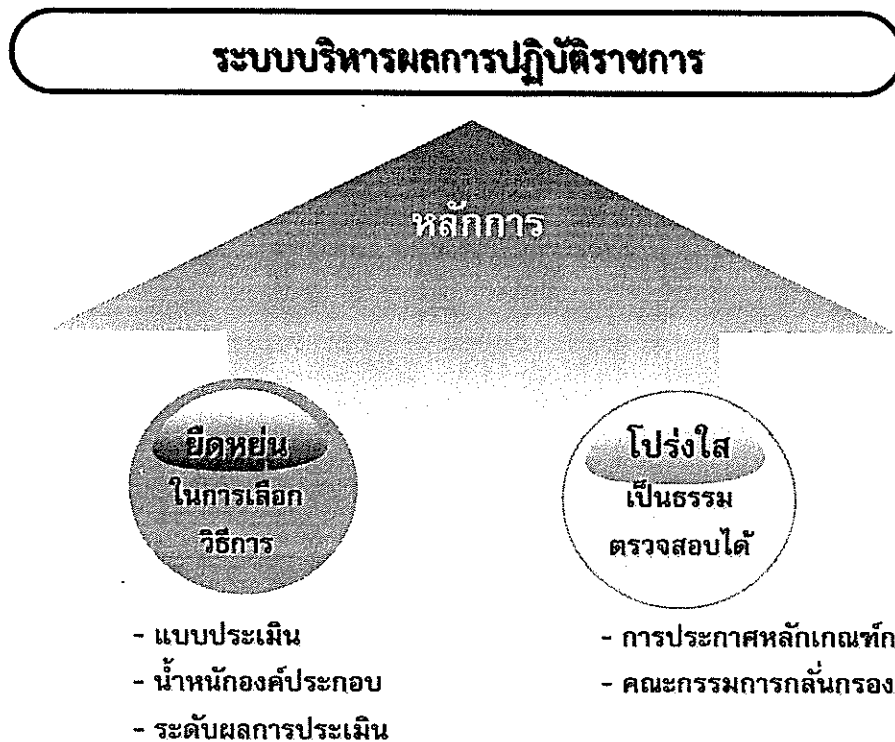 ระบบบริหารผลการปฏิบัติราชการ
หลักการ
ยืดหยุ่น
ในการเลือก
วิธีการ
- แบบประเมิน
- น้ำหนักองค์ประกอบ
- ระดับผลการประเมิน
โปร่งใส
เป็นธรรม
ตรวจสอบได้
- การประกาศหลักเกณฑ์ก
- คณะกรรมการกลั่นกรอง